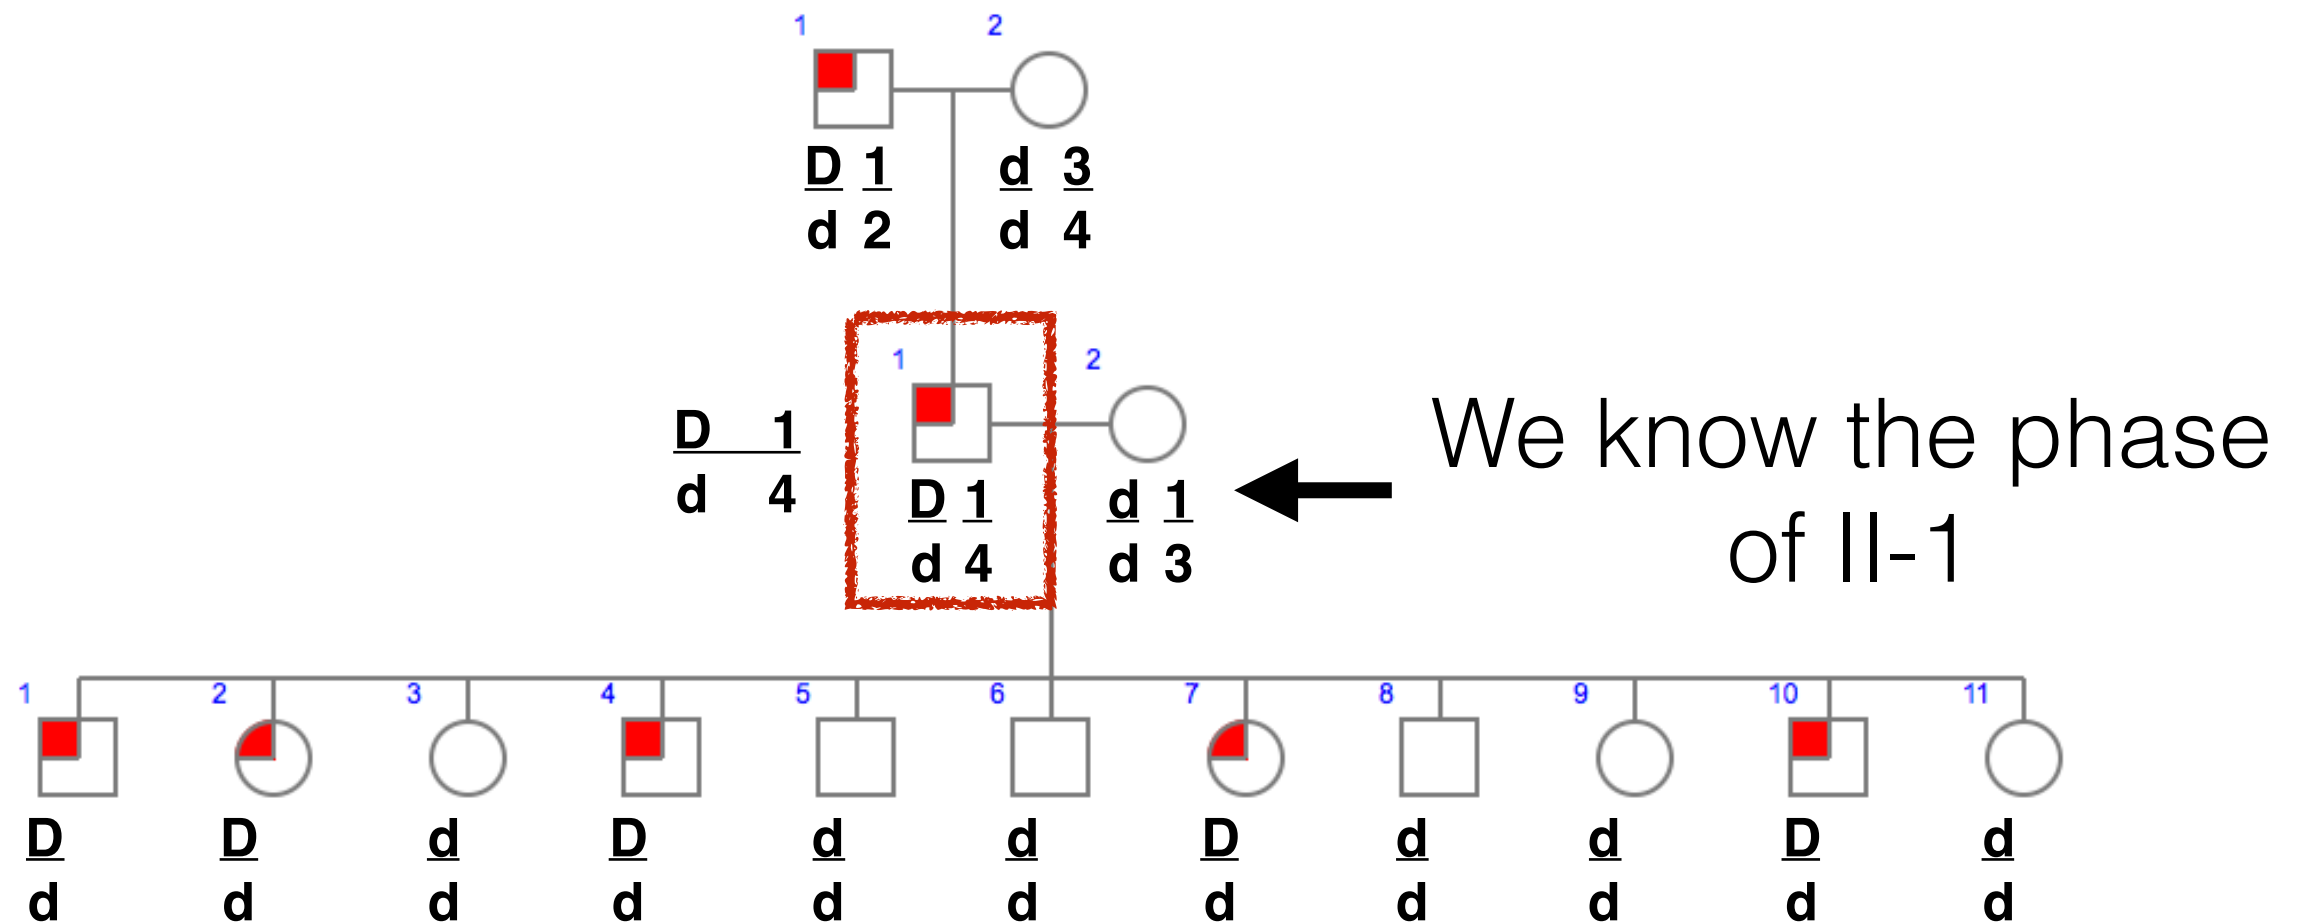 1 2
D 1 d 3
d 2 d 4
1 2
D 1
d 4
D 1 d 1
d 4 d 3
We know the phase
of II-1
1 2 3 4 5 6 7 8 9 10 11
D D d D d d D d d D d
d d d d d d d d d d d